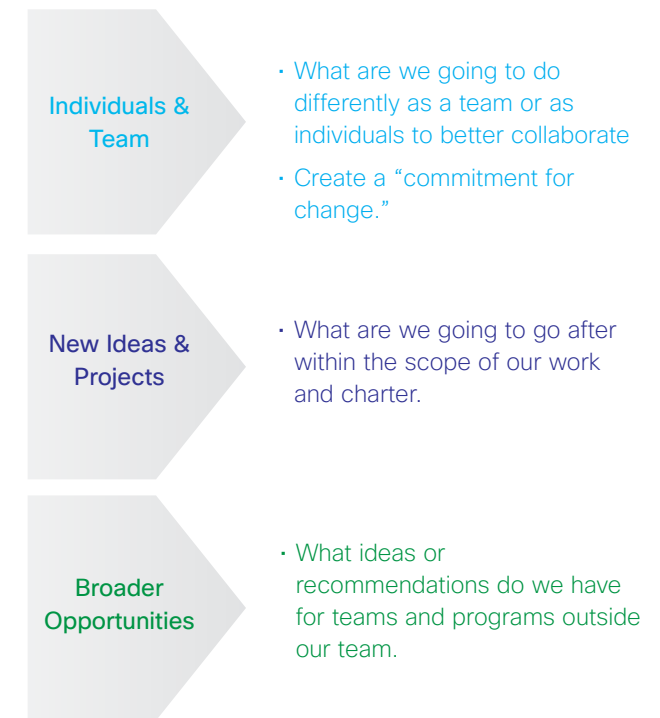 Individuals &
Team
· What are we going to do
differently as a team or as
individuals to better collaborate
· Create a “commitment for
change.”
New Ideas &
Projects
· What are we going to go after
within the scope of our work
and charter.
Broader
Opportunities
· What ideas or
recommendations do we have
for teams and programs outside
our team.